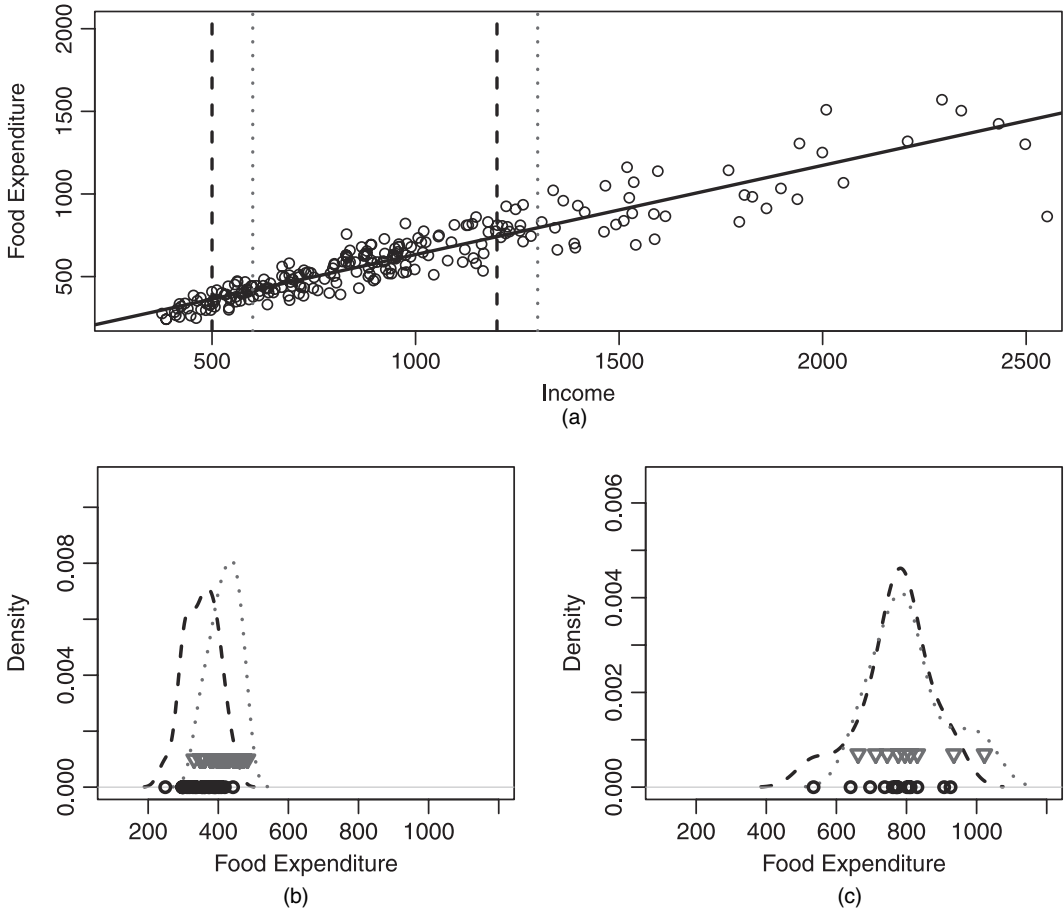 2000
1500
1000
500
Food Expenditure
500 1000 1500 2000 2500
Income
(a)
0.008
0.004
0.000
Density
200 400 600 800 1000
Food Expenditure
(b)
0.006
0.004
0.002
0.000
Density
200 400 600 800 1000
Food Expenditure
(c)